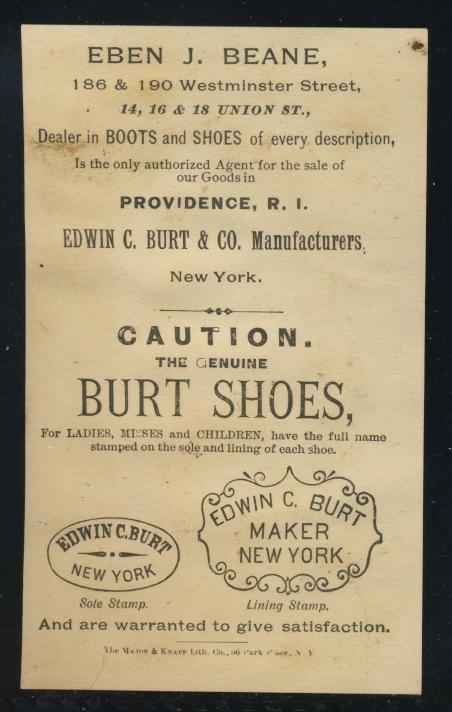 EBEN J. BEANE,
186 & 190 Westminster Street,
14, 16 & 18 UNION ST.,
Dealer in BOOTS and SHOES of every description,
Is the only authorized Agent for the sale of
our Goods in
PROVIDENCE, R. I.
EDWIN C. BURT & CO. Manufacturers,
New York.
CAUTION.
THE GENUINE
BURT SHOES,
For LADIES, MISSES and CHILDREN, have the full name
stamped on the sole and lining of each shoe.
EDWIN C. BURT
NEW YORK
Sole Stamp.
EDWIN C. BURT
MAKER
NEW YORK
Lining Stamp.
And are warranted to give satisfaction.
The Major & Knapp Lith. Co., 56 Park Place, N Y